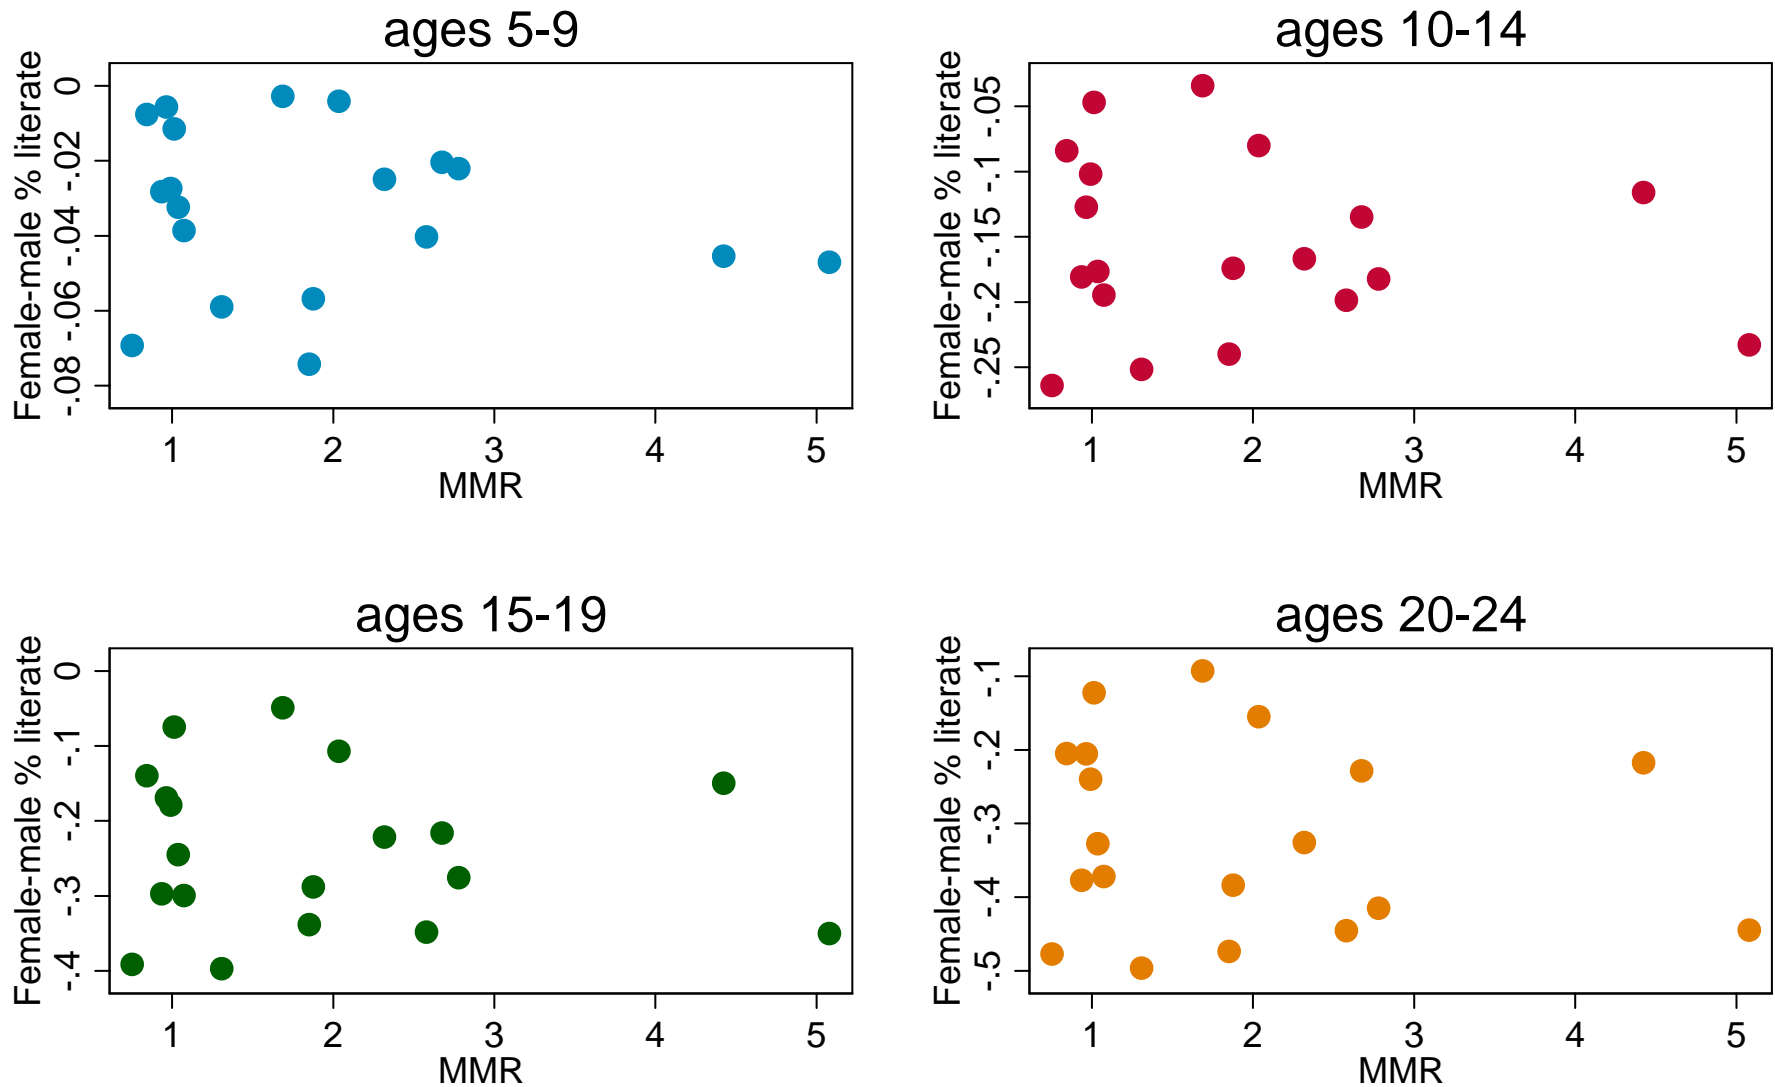 ages 5-9
Female-male % literate
0
-.02
-.04
-.06
-.08
1 2 3 4 5
MMR
ages 10-14
Female-male % literate
-.05
-.1
-.15
-.2
-.25
1 2 3 4 5
MMR
ages 15-19
Female-male % literate
0
-.1
-.2
-.3
-.4
1 2 3 4 5
MMR
ages 20-24
Female-male % literate
-.1
-.2
-.3
-.4
-.5
1 2 3 4 5
MMR